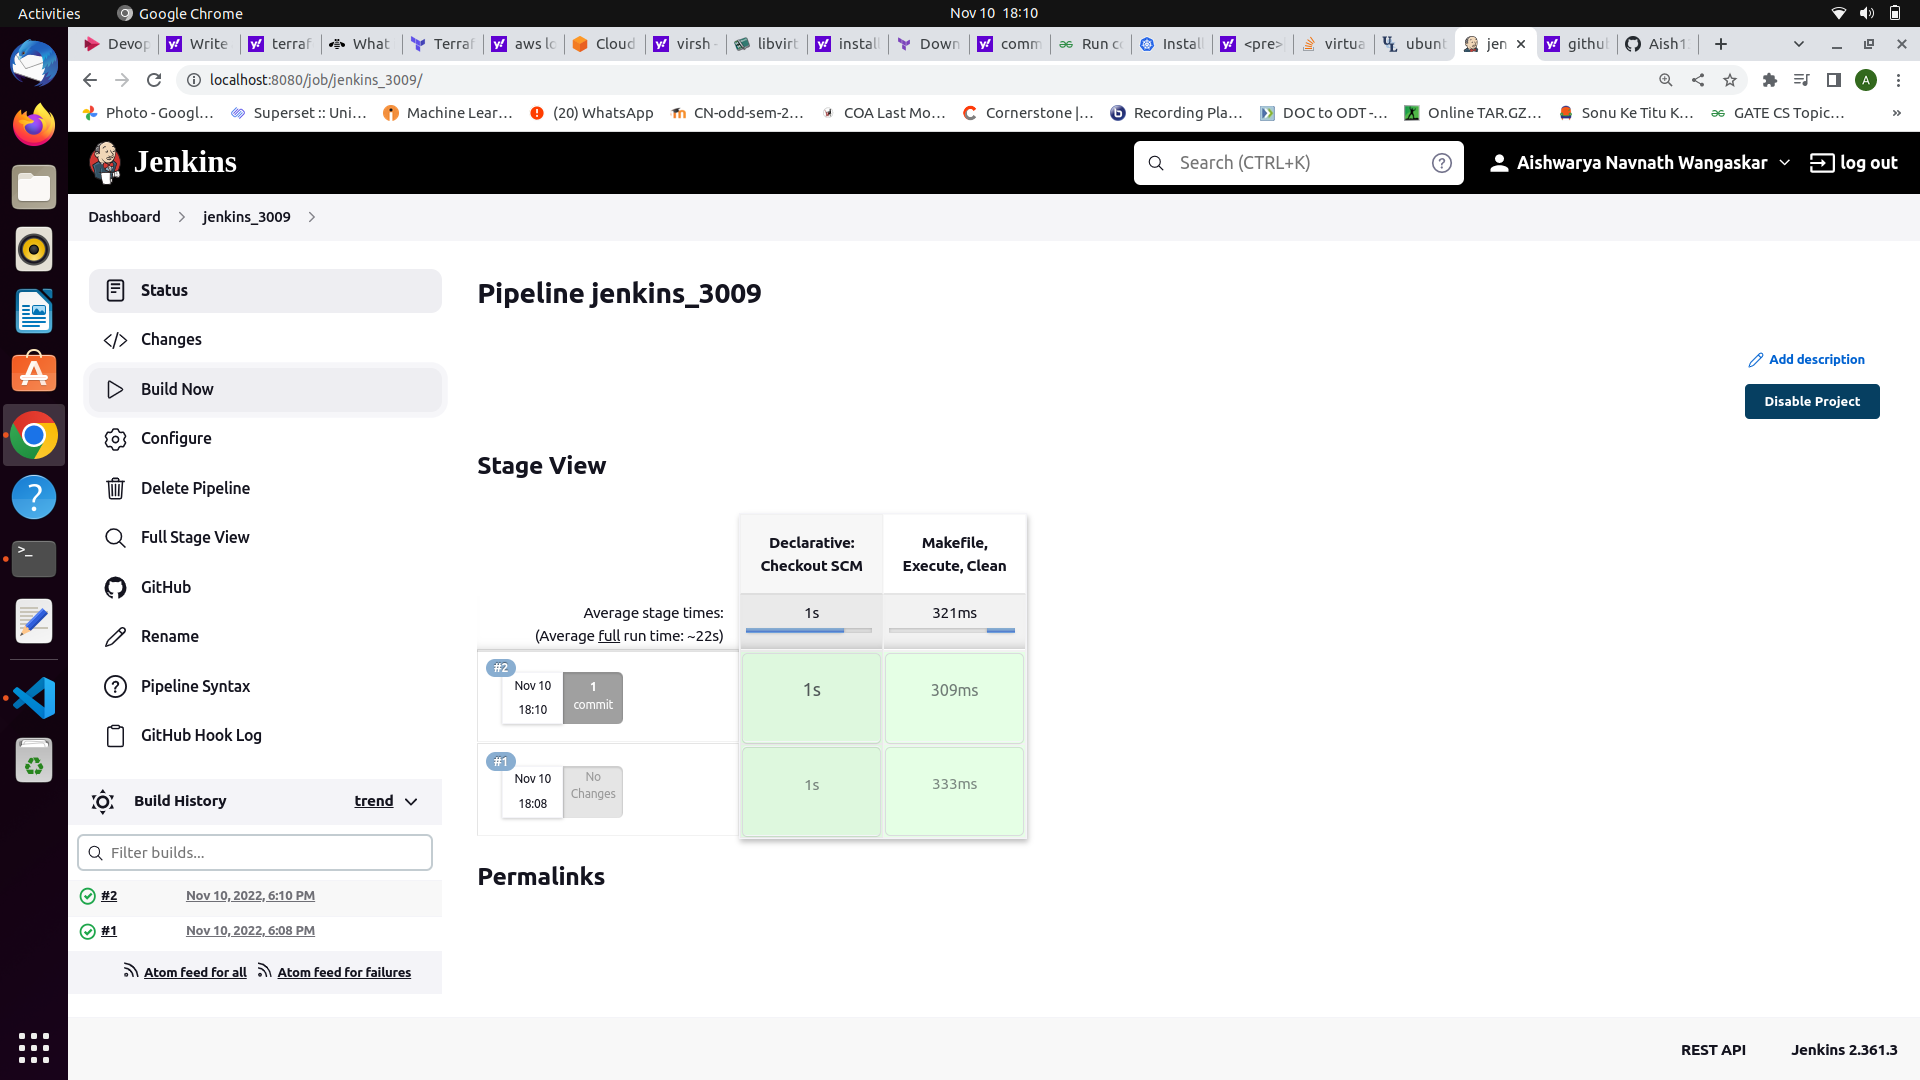 Activities
Google Chrome
Nov 10 18:10
Devop
Write
terraf
What
Terraf
aws lo
Cloud
virsh
libvirt
install
Down
comm
Run co
Instal
<pre>
virtua
ubunt
jen
githu
Aish1
localhost:8080/job/jenkins_3009/
A
Photo - Googl...
Superset :: Uni...
Machine Lear...
(20) WhatsApp
CN-odd-sem-2...
COA Last Mo...
Cornerstone |...
Recording Pla...
DOC to ODT -...
Online TAR.GZ...
Sonu Ke Titu K...
GATE CS Topic...
»
Jenkins
Search (CTRL+K)
Aishwarya Navnath Wangaskar
log out
Dashboard
jenkins_3009
Status
Changes
Build Now
Configure
Delete Pipeline
Full Stage View
GitHub
Rename
Pipeline Syntax
GitHub Hook Log
Build History
trend
Filter builds...
#2
Nov 10, 2022, 6:10 PM
#1
Nov 10, 2022, 6:08 PM
Atom feed for all
Atom feed for failures
Pipeline jenkins_3009
Add description
Disable Project
Stage View
Declarative:
Checkout SCM
Makefile,
Execute, Clean
Average stage times:
(Average full run time: ~22s)
1s
321ms
#2
Nov 10
18:10
1
commit
1s
309ms
#1
Nov 10
18:08
No
Changes
1s
333ms
Permalinks
REST API
Jenkins 2.361.3